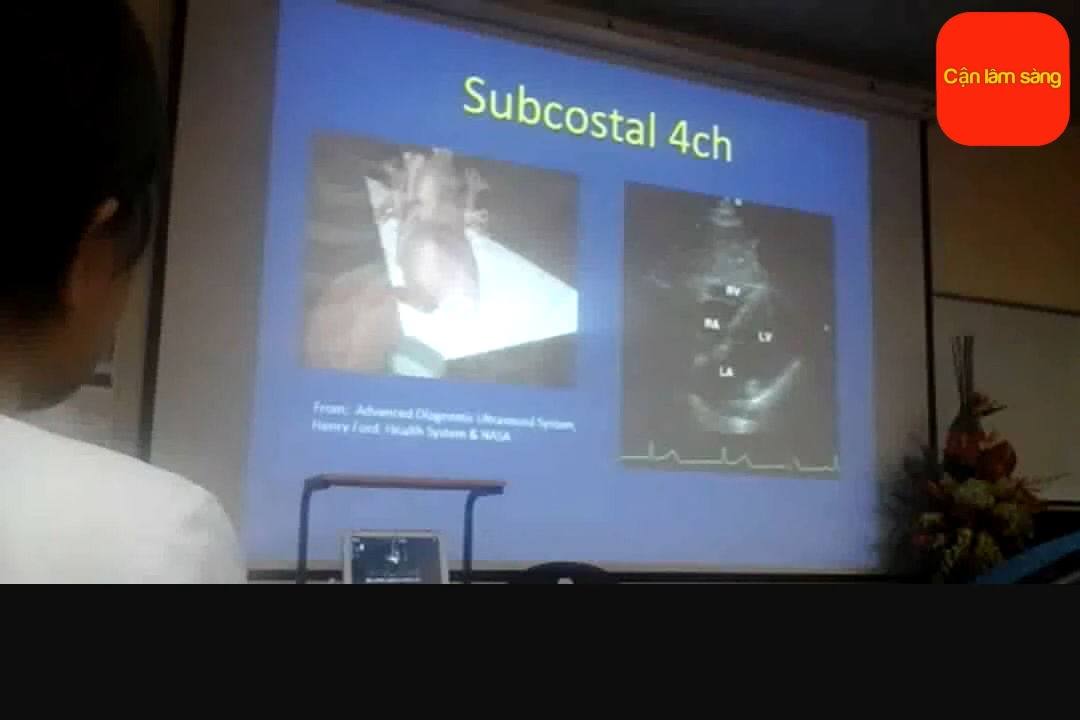 Cận lâm sàng
Subcostal 4ch
RV
RA
LV
LA
From: Advanced Diagnostic Ultrasound System,
Henry Ford Health System & NASA